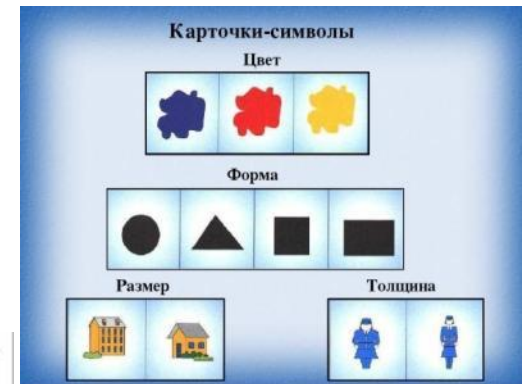 Карточки-символы
Цвет
Форма
Размер
Толщина